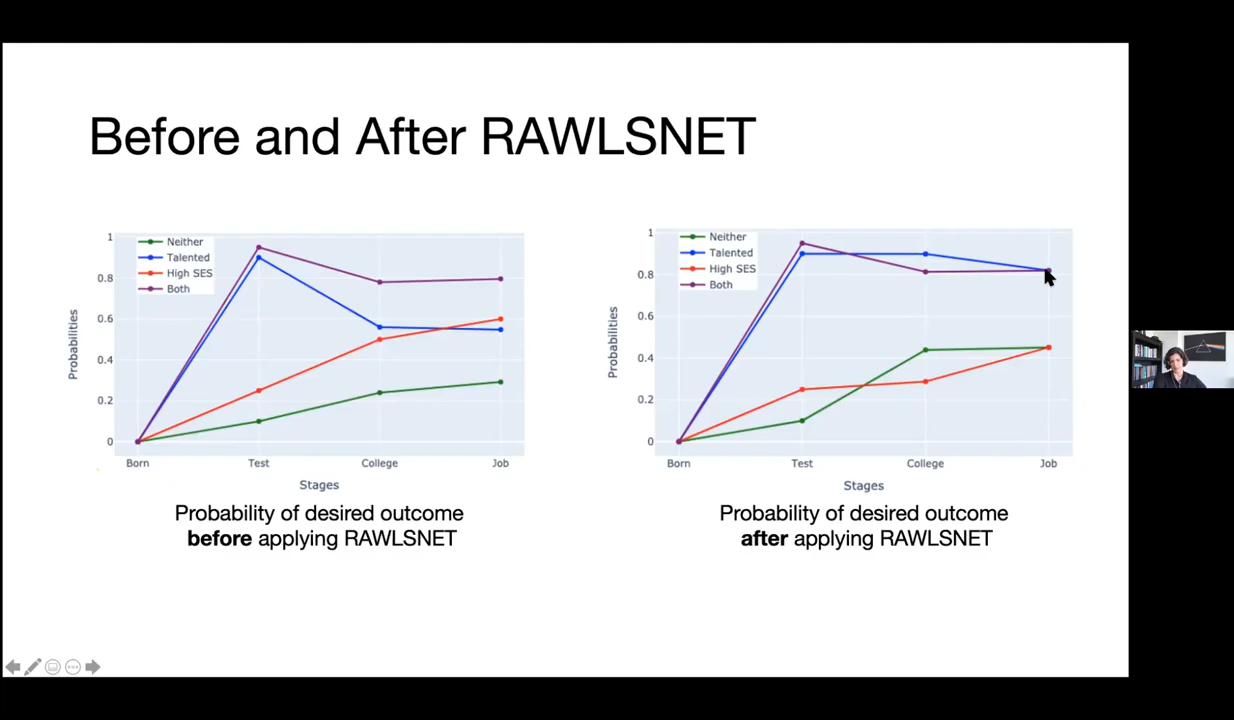 Before and After RAWLSNET
1
0.8
0.6
0.4
0.2
0
Probabilities
Neither
Talented
High SES
Both
Born
Test
College
Job
Stages
Probability of desired outcome
before applying RAWLSNET
1
0.8
0.6
0.4
0.2
0
Probabilities
Neither
Talented
High SES
Both
Born
Test
College
Job
Stages
Probability of desired outcome
after applying RAWLSNET